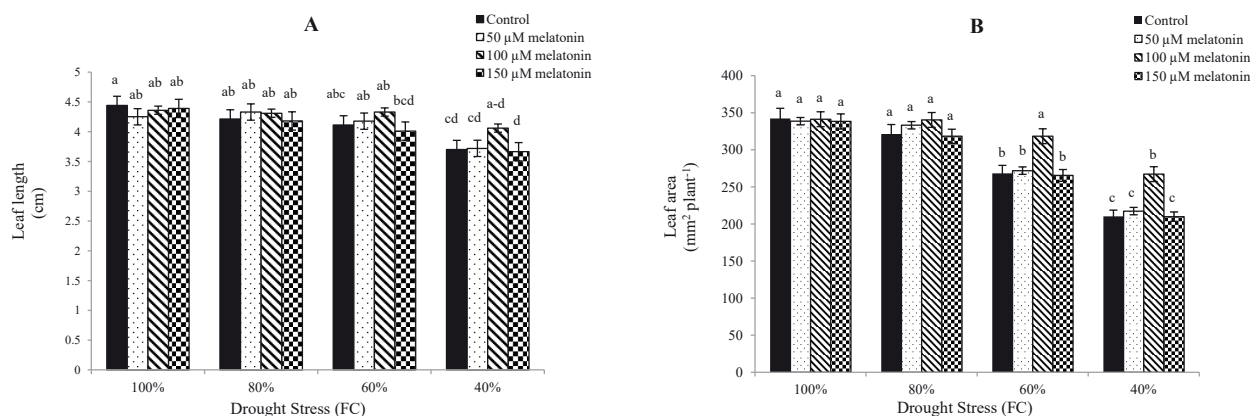 A
Control
50 µM melatonin
100 µM melatonin
150 µM melatonin
Leaf length
(cm)
5
4.5
4
3.5
3
2.5
2
1.5
1
0.5
0
a ab ab ab
ab ab ab ab
abc ab ab bcd
cd cd a-d d
100% 80% 60% 40%
Drought Stress (FC)
B
Control
50 µM melatonin
100 µM melatonin
150 µM melatonin
Leaf area
(mm² plant⁻¹)
400
350
300
250
200
150
100
50
0
a a a a
a a a a
b b a b
c c b c
100% 80% 60% 40%
Drought Stress (FC)